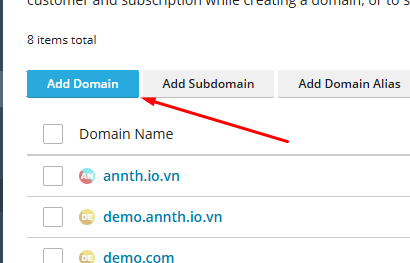 customer and subscription while creating a domain, or to s
8 items total
Add Domain Add Subdomain Add Domain Alias
Domain Name
AN annth.io.vn
DE demo.annth.io.vn
DE demo.com